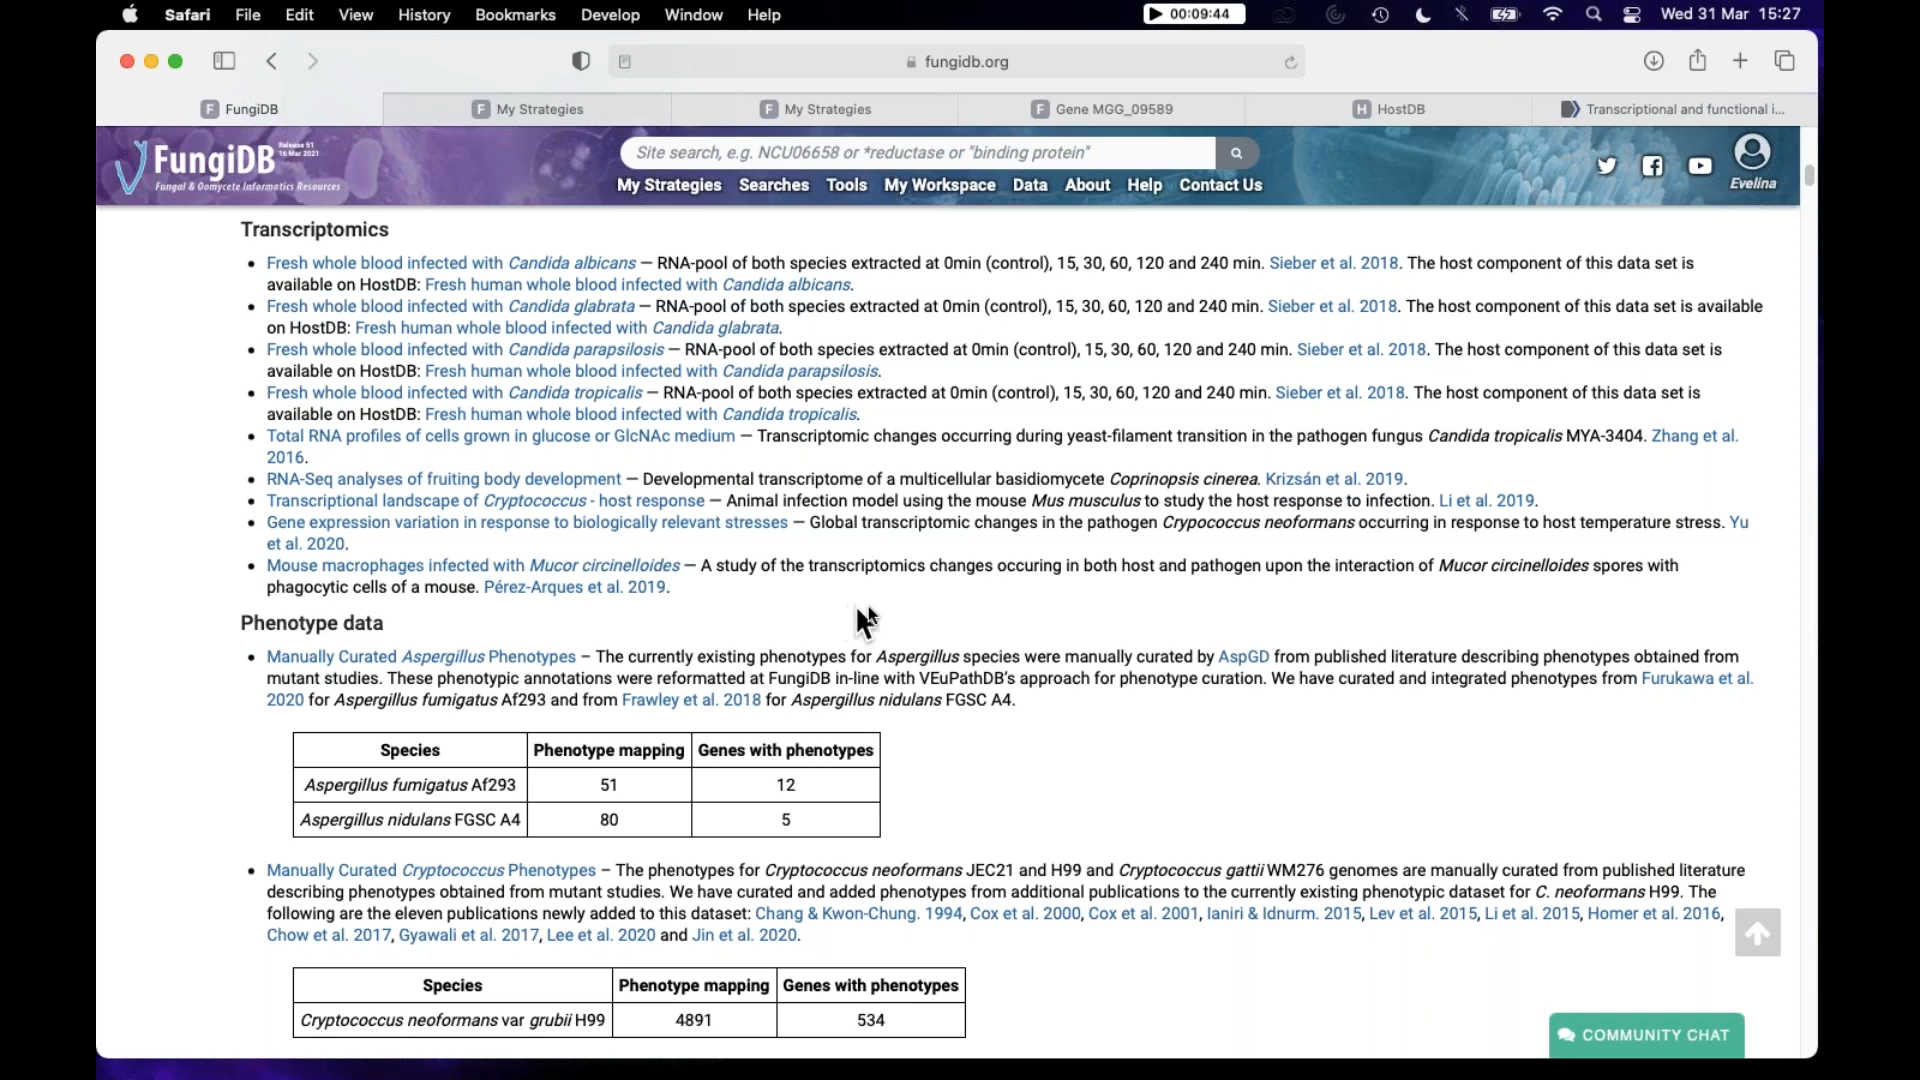 Safari File Edit View History Bookmarks Develop Window Help 00:09:44 Wed 31 Mar 15:27
fungidb.org
F FungiDB F My Strategies F My Strategies F Gene MGG_09589 H HostDB Transcriptional and functional i...
FungiDB Release 51
16 Mar 2021
Fungal & Oomycete Informatics Resources
Site search, e.g. NCU06658 or *reductase or "binding protein"
My Strategies Searches Tools My Workspace Data About Help Contact Us
Evelina
Transcriptomics
• Fresh whole blood infected with Candida albicans — RNA-pool of both species extracted at 0min (control), 15, 30, 60, 120 and 240 min. Sieber et al. 2018. The host component of this data set is
available on HostDB: Fresh human whole blood infected with Candida albicans.
• Fresh whole blood infected with Candida glabrata — RNA-pool of both species extracted at 0min (control), 15, 30, 60, 120 and 240 min. Sieber et al. 2018. The host component of this data set is available
on HostDB: Fresh human whole blood infected with Candida glabrata.
• Fresh whole blood infected with Candida parapsilosis — RNA-pool of both species extracted at 0min (control), 15, 30, 60, 120 and 240 min. Sieber et al. 2018. The host component of this data set is
available on HostDB: Fresh human whole blood infected with Candida parapsilosis.
• Fresh whole blood infected with Candida tropicalis — RNA-pool of both species extracted at 0min (control), 15, 30, 60, 120 and 240 min. Sieber et al. 2018. The host component of this data set is
available on HostDB: Fresh human whole blood infected with Candida tropicalis.
• Total RNA profiles of cells grown in glucose or GlcNAc medium — Transcriptomic changes occurring during yeast-filament transition in the pathogen fungus Candida tropicalis MYA-3404. Zhang et al.
2016.
• RNA-Seq analyses of fruiting body development — Developmental transcriptome of a multicellular basidiomycete Coprinopsis cinerea. Krizsán et al. 2019.
• Transcriptional landscape of Cryptococcus - host response — Animal infection model using the mouse Mus musculus to study the host response to infection. Li et al. 2019.
• Gene expression variation in response to biologically relevant stresses — Global transcriptomic changes in the pathogen Crypococcus neoformans occurring in response to host temperature stress. Yu
et al. 2020.
• Mouse macrophages infected with Mucor circinelloides — A study of the transcriptomics changes occuring in both host and pathogen upon the interaction of Mucor circinelloides spores with
phagocytic cells of a mouse. Pérez-Arques et al. 2019.
Phenotype data
• Manually Curated Aspergillus Phenotypes – The currently existing phenotypes for Aspergillus species were manually curated by AspGD from published literature describing phenotypes obtained from
mutant studies. These phenotypic annotations were reformatted at FungiDB in-line with VEuPathDB's approach for phenotype curation. We have curated and integrated phenotypes from Furukawa et al.
2020 for Aspergillus fumigatus Af293 and from Frawley et al. 2018 for Aspergillus nidulans FGSC A4.
Species Phenotype mapping Genes with phenotypes
Aspergillus fumigatus Af293 51 12
Aspergillus nidulans FGSC A4 80 5
• Manually Curated Cryptococcus Phenotypes – The phenotypes for Cryptococcus neoformans JEC21 and H99 and Cryptococcus gattii WM276 genomes are manually curated from published literature
describing phenotypes obtained from mutant studies. We have curated and added phenotypes from additional publications to the currently existing phenotypic dataset for C. neoformans H99. The
following are the eleven publications newly added to this dataset: Chang & Kwon-Chung. 1994, Cox et al. 2000, Cox et al. 2001, Ianiri & Idnurm. 2015, Lev et al. 2015, Li et al. 2015, Homer et al. 2016,
Chow et al. 2017, Gyawali et al. 2017, Lee et al. 2020 and Jin et al. 2020.
Species Phenotype mapping Genes with phenotypes
Cryptococcus neoformans var grubii H99 4891 534
COMMUNITY CHAT